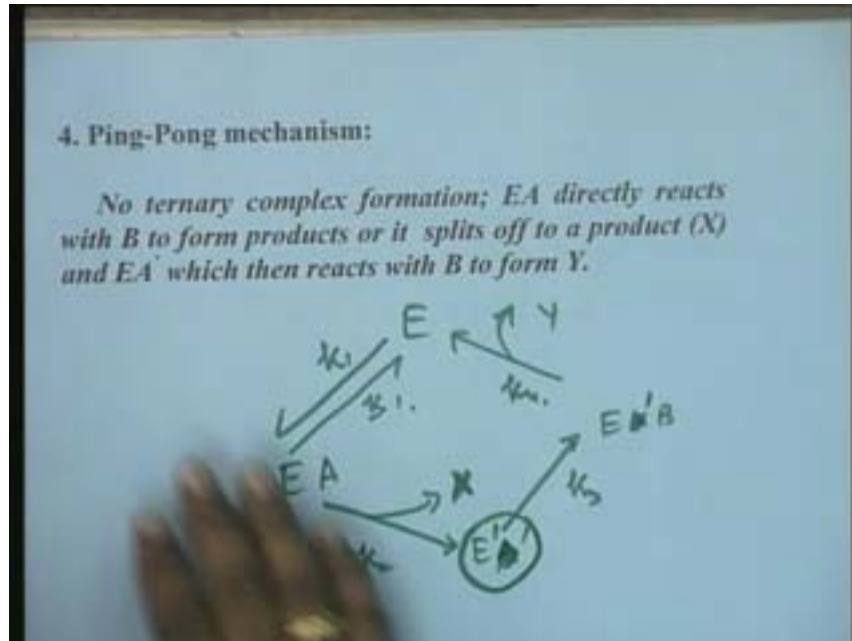 4. Ping-Pong mechanism:
No ternary complex formation; EA directly reacts
with B to form products or it splits off to a product (X)
and EA' which then reacts with B to form Y.
E
Y
k1
EA
X
E'
k3